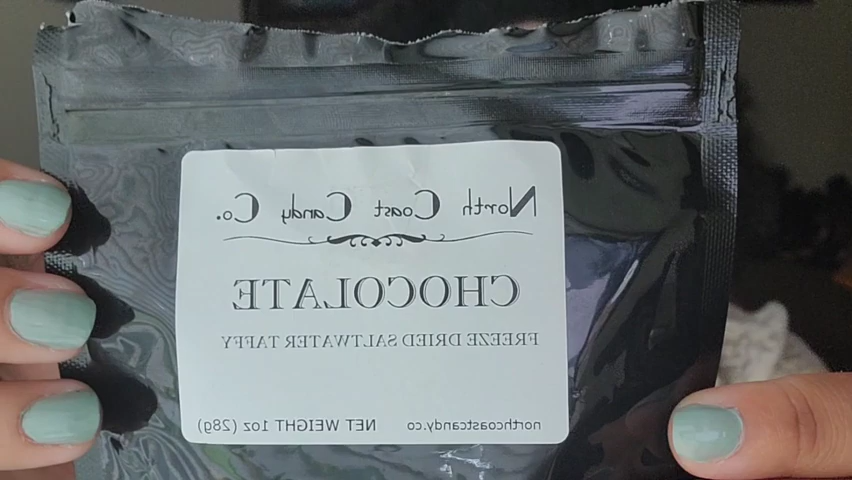 North Coast Candy Co.
CHOCOLATE
FREEZE DRIED SALTWATER TAFFY
northcoastcandy.co NET WEIGHT 1oz (28g)